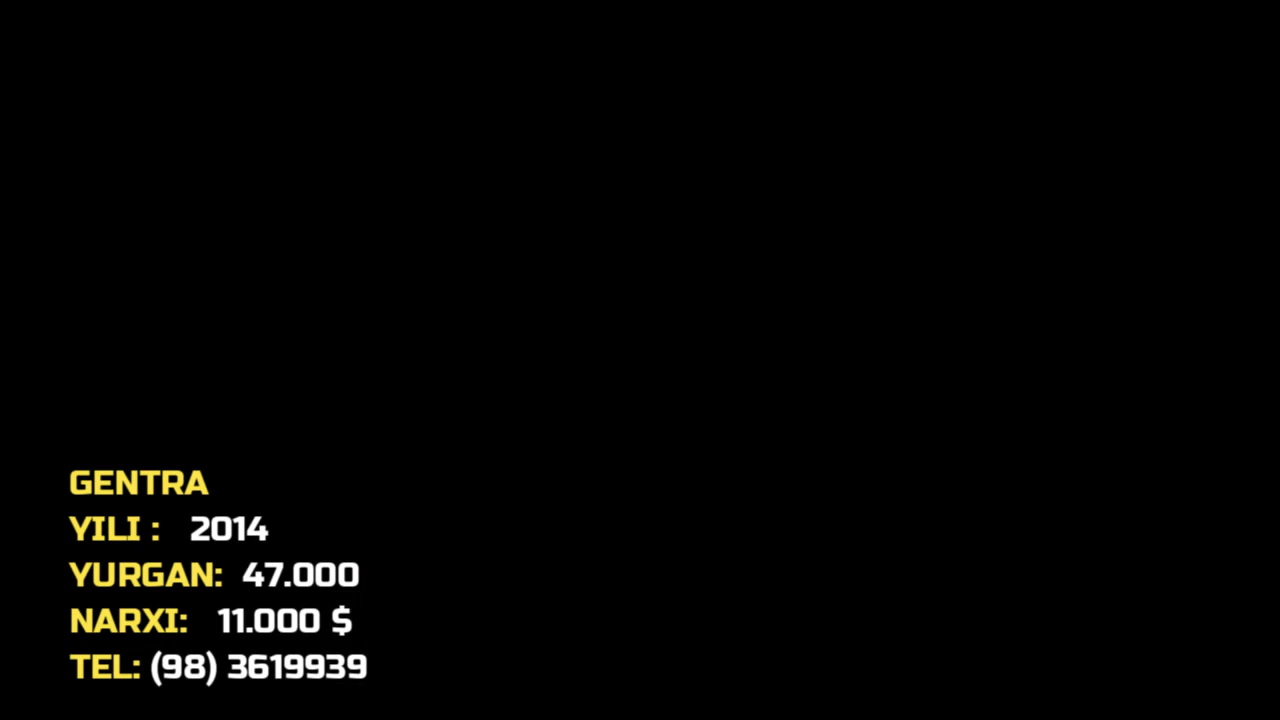 GENTRA
YILI : 2014
YURGAN: 47.000
NARXI: 11.000 $
TEL: (98) 3619939